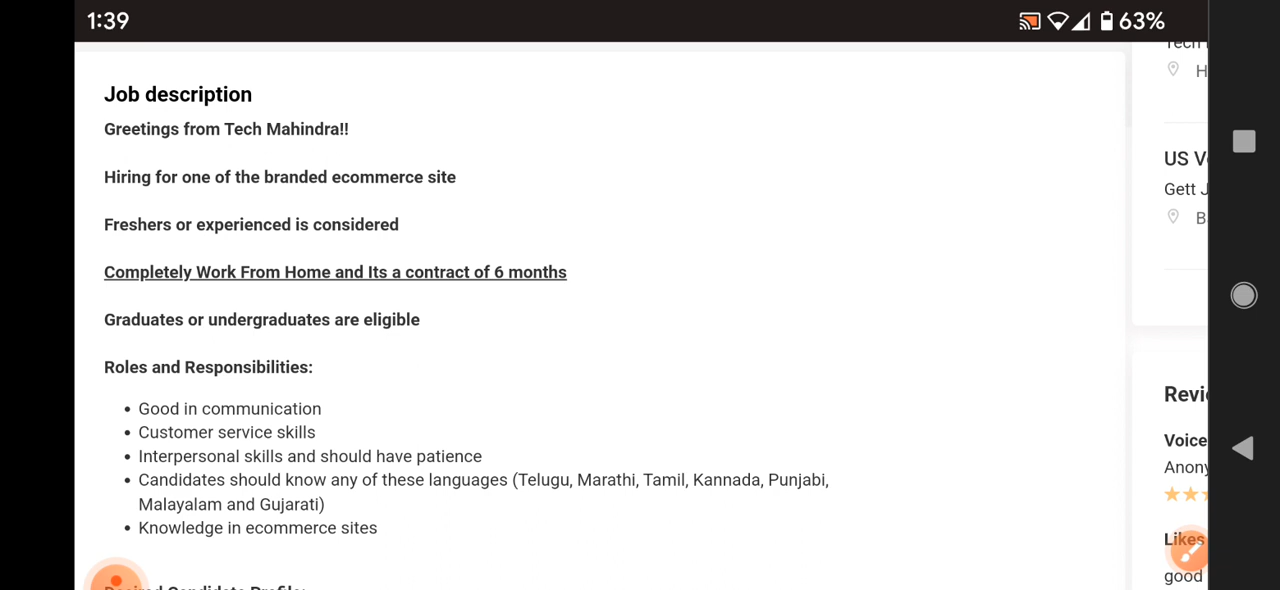 1:39
63%
Job description
Greetings from Tech Mahindra!!
Hiring for one of the branded ecommerce site
Freshers or experienced is considered
Completely Work From Home and Its a contract of 6 months
Graduates or undergraduates are eligible
Roles and Responsibilities:
• Good in communication
• Customer service skills
• Interpersonal skills and should have patience
• Candidates should know any of these languages (Telugu, Marathi, Tamil, Kannada, Punjabi,
Malayalam and Gujarati)
• Knowledge in ecommerce sites
Tech
H
US V
Gett J
B
Revi
Voice
Anony
Likes
good